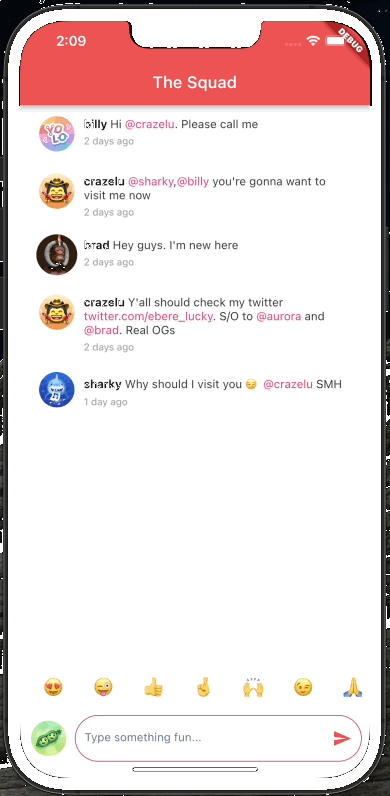 2:09
DEBUG
The Squad
YO
LO
billy Hi @crazelu. Please call me
2 days ago
crazelu @sharky,@billy you're gonna want to
visit me now
2 days ago
brad Hey guys. I'm new here
2 days ago
crazelu Y'all should check my twitter
twitter.com/ebere_lucky. S/O to @aurora and
@brad. Real OGs
2 days ago
sharky Why should I visit you 😏 @crazelu SMH
1 day ago
😍 😜 👍 🤞 🙌 😉 🙏
Type something fun...